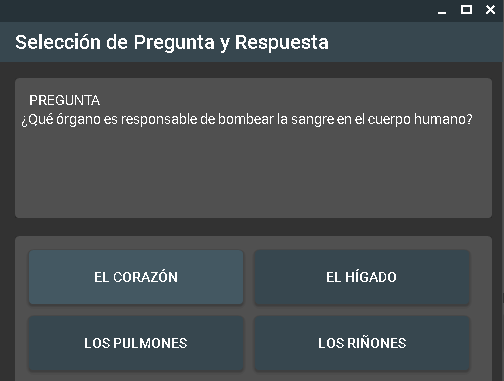 Selección de Pregunta y Respuesta
PREGUNTA
¿Qué órgano es responsable de bombear la sangre en el cuerpo humano?
EL CORAZÓN
EL HÍGADO
LOS PULMONES
LOS RIÑONES